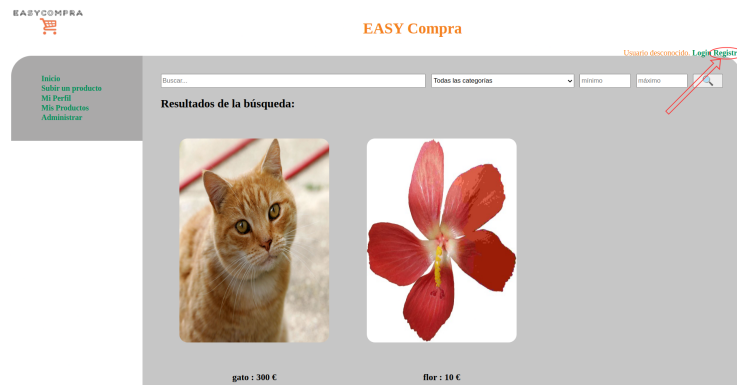 EASYCOMPRA
EASY Compra
Usuario desconocido. Login Registr
Inicio
Subir un producto
Mi Perfil
Mis Productos
Administrar
Buscar...
Todas las categorías
mínimo
máximo
Resultados de la búsqueda:
gato : 300 €
flor : 10 €